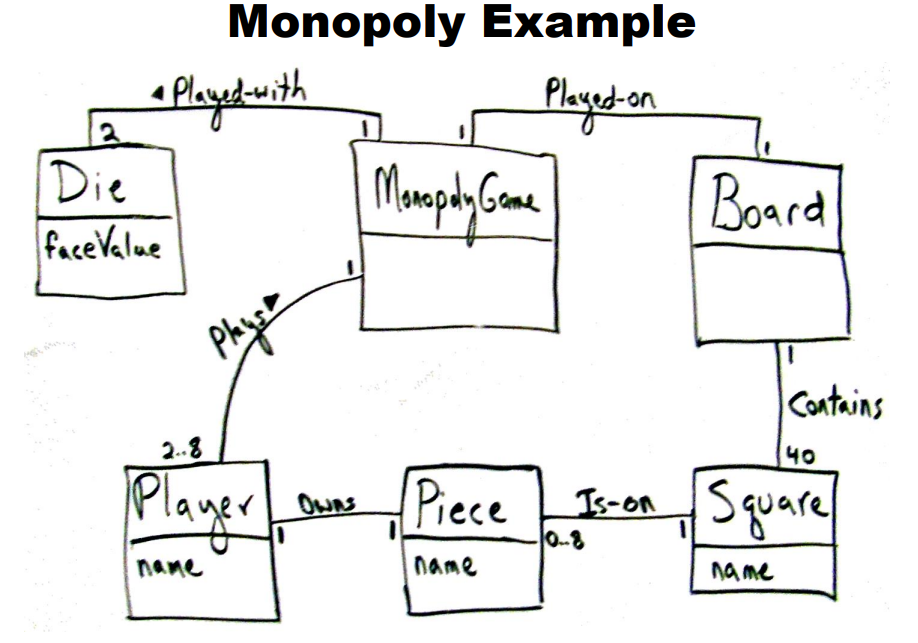 Monopoly Example
◄ Played-with
Played-on
2
1
1
1
Die
faceValue
MonopolyGame
Board
1
Plays ►
1
Contains
2..8
40
Player
name
Owns
1
1
Piece
name
Is-on
0..8
1
Square
name